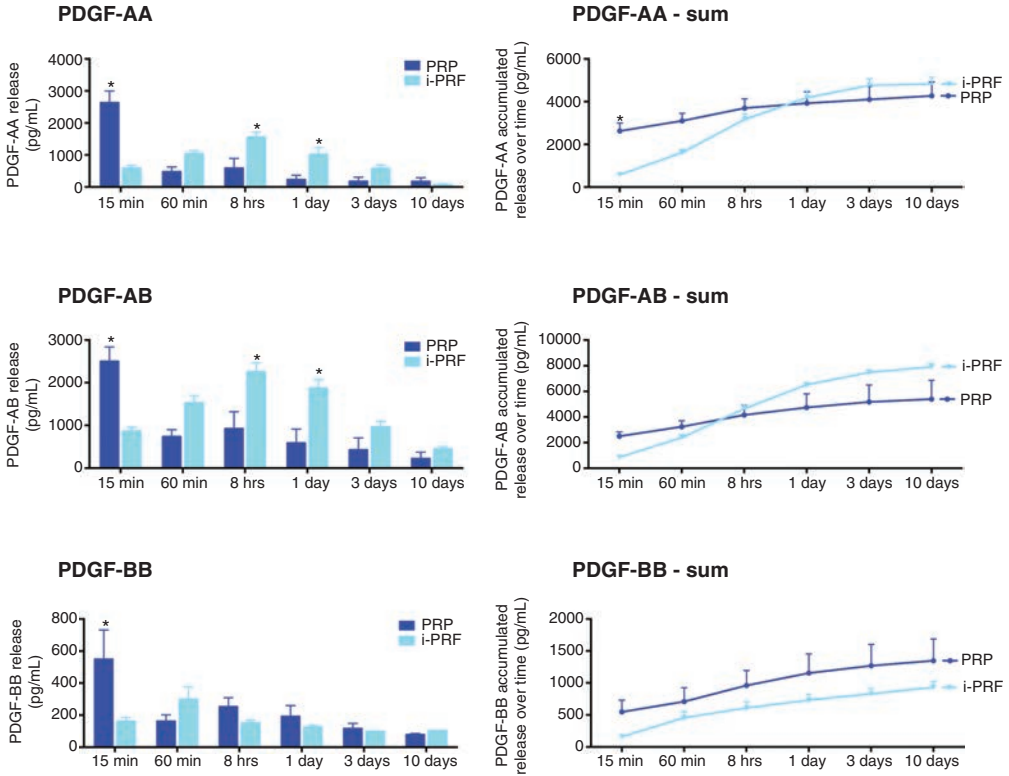 PDGF-AA
PDGF-AA release
(pg/mL)
4000
3000
2000
1000
0
*
*
*
PRP
i-PRF
15 min 60 min 8 hrs 1 day 3 days 10 days
PDGF-AA - sum
PDGF-AA accumulated
release over time (pg/mL)
6000
4000
2000
0
*
i-PRF
PRP
15 min 60 min 8 hrs 1 day 3 days 10 days
PDGF-AB
PDGF-AB release
(pg/mL)
3000
2000
1000
0
*
*
*
PRP
i-PRF
15 min 60 min 8 hrs 1 day 3 days 10 days
PDGF-AB - sum
PDGF-AB accumulated
release over time (pg/mL)
10000
8000
6000
4000
2000
0
i-PRF
PRP
15 min 60 min 8 hrs 1 day 3 days 10 days
PDGF-BB
PDGF-BB release
(pg/mL)
800
600
400
200
0
*
PRP
i-PRF
15 min 60 min 8 hrs 1 day 3 days 10 days
PDGF-BB - sum
PDGF-BB accumulated
release over time (pg/mL)
2000
1500
1000
500
0
PRP
i-PRF
15 min 60 min 8 hrs 1 day 3 days 10 days